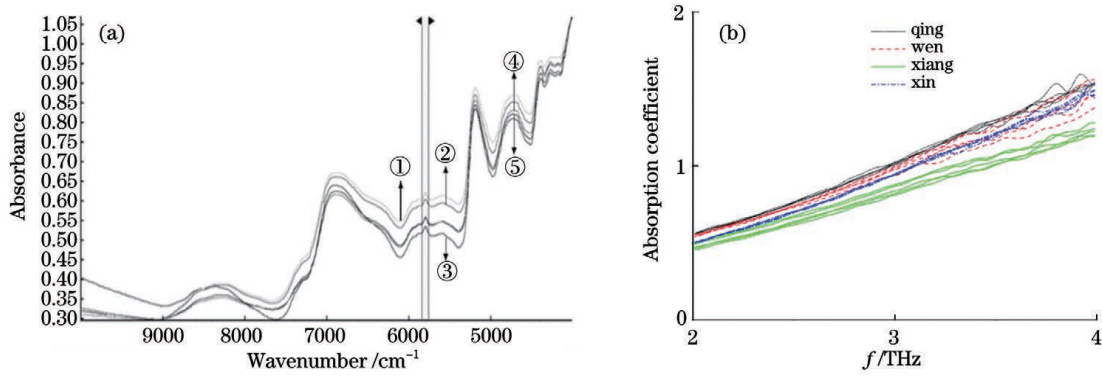 (a)
Absorbance
1.05
1.00
0.95
0.90
0.85
0.80
0.75
0.70
0.65
0.60
0.55
0.50
0.45
0.40
0.35
0.30
①
②
③
④
⑤
9000 8000 7000 6000 5000
Wavenumber /cm⁻¹
(b)
Absorption coefficient
2
1
0
qing
wen
xiang
xin
2 3 4
f/THz